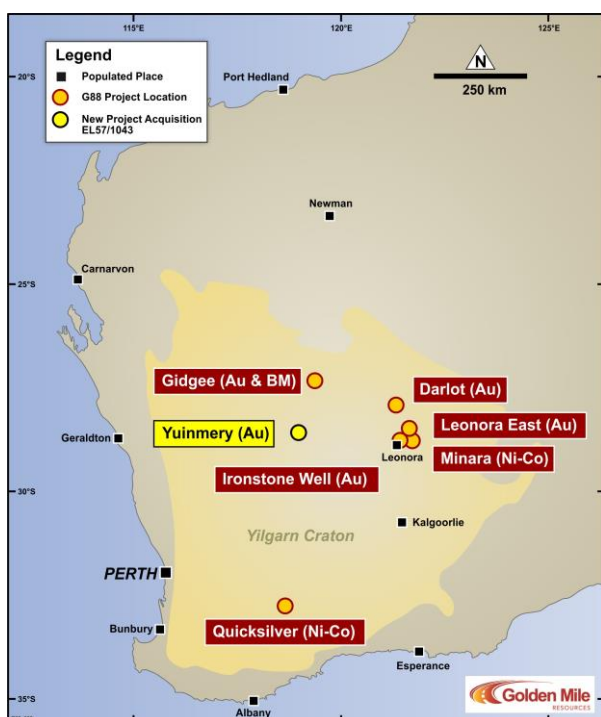 115°E
120°E
125°E
Legend
Populated Place
G88 Project Location
New Project Acquisition
EL57/1043
N
250 km
20°S
Port Hedland
Newman
25°S
Carnarvon
Gidgee (Au & BM)
Darlot (Au)
Yuinmery (Au)
Leonora East (Au)
Geraldton
Leonora
Minara (Ni-Co)
Ironstone Well (Au)
30°S
Kalgoorlie
Yilgarn Craton
PERTH
Bunbury
Quicksilver (Ni-Co)
Esperance
35°S
Albany
Golden Mile
RESOURCES